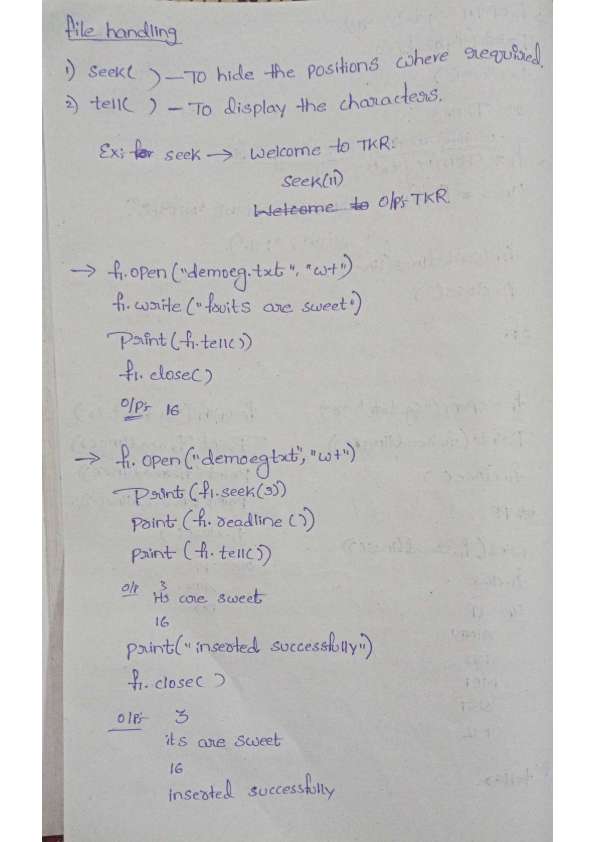 file handling
1) seek( ) – To hide the positions where required.
2) tell( ) – To display the characters.
Ex: for seek → Welcome to TKR:
seek(11)
Welcome to O/P:- TKR
→ f1.open("demoeg.txt", "w+")
f1.write("fruits are sweet")
Print(f1.tell())
f1.close()
O/P:- 16
→ f1.open("demoeg.txt", "w+")
Print(f1.seek(3))
print(f1.readline())
print(f1.tell())
O/P 3
its are sweet
16
print("inserted successfully")
f1.close()
O/P:- 3
its are sweet
16
inserted successfully